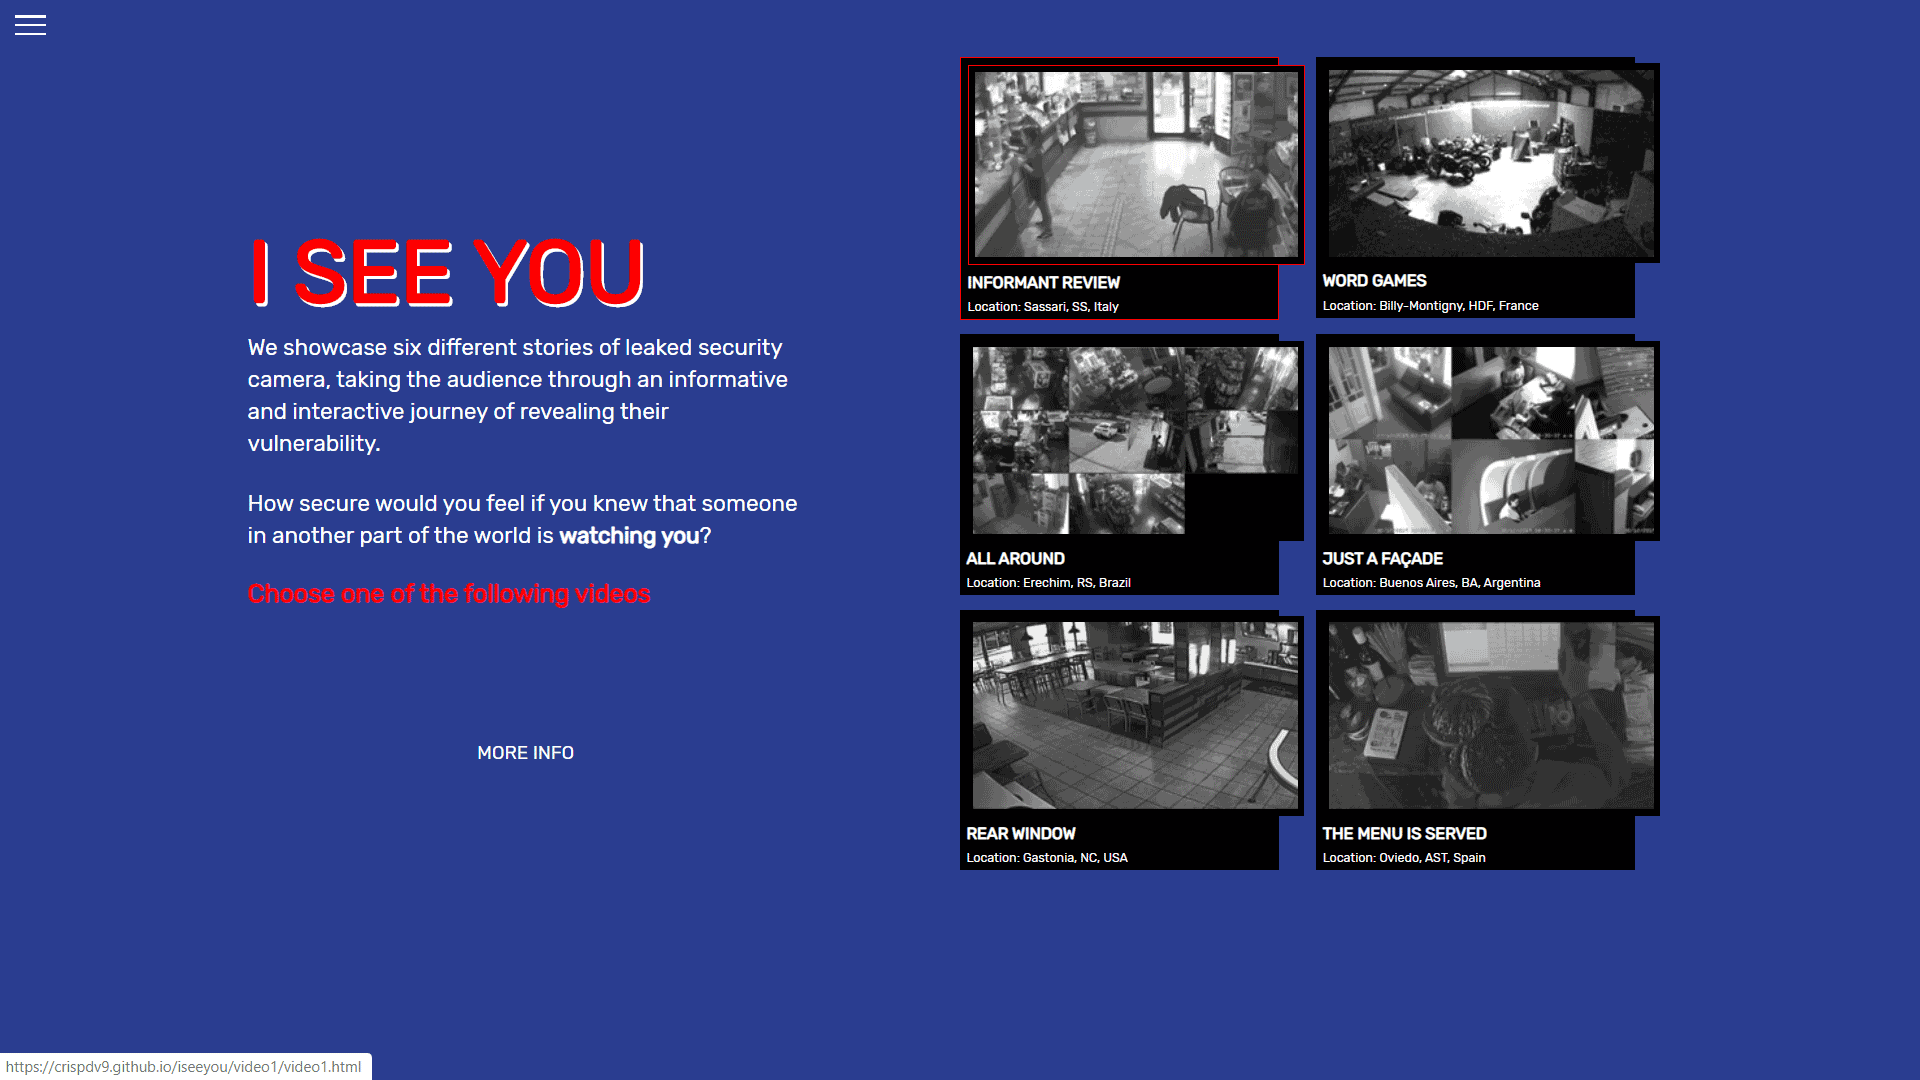 I SEE YOU
We showcase six different stories of leaked security
camera, taking the audience through an informative
and interactive journey of revealing their
vulnerability.
How secure would you feel if you knew that someone
in another part of the world is watching you?
Choose one of the following videos
MORE INFO
INFORMANT REVIEW
Location: Sassari, SS, Italy
WORD GAMES
Location: Billy-Montigny, HDF, France
ALL AROUND
Location: Erechim, RS, Brazil
JUST A FAÇADE
Location: Buenos Aires, BA, Argentina
REAR WINDOW
Location: Gastonia, NC, USA
THE MENU IS SERVED
Location: Oviedo, AST, Spain
https://crispdv9.github.io/iseeyou/video1/video1.html